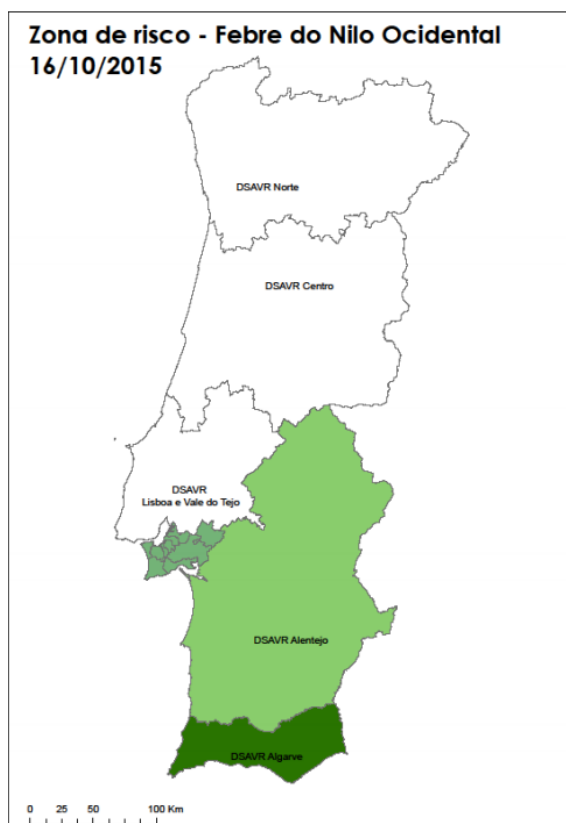 Zona de risco - Febre do Nilo Ocidental
16/10/2015
DSAVR Norte
DSAVR Centro
DSAVR
Lisboa e Vale do Tejo
DSAVR Alentejo
DSAVR Algarve
0 25 50 100 Km